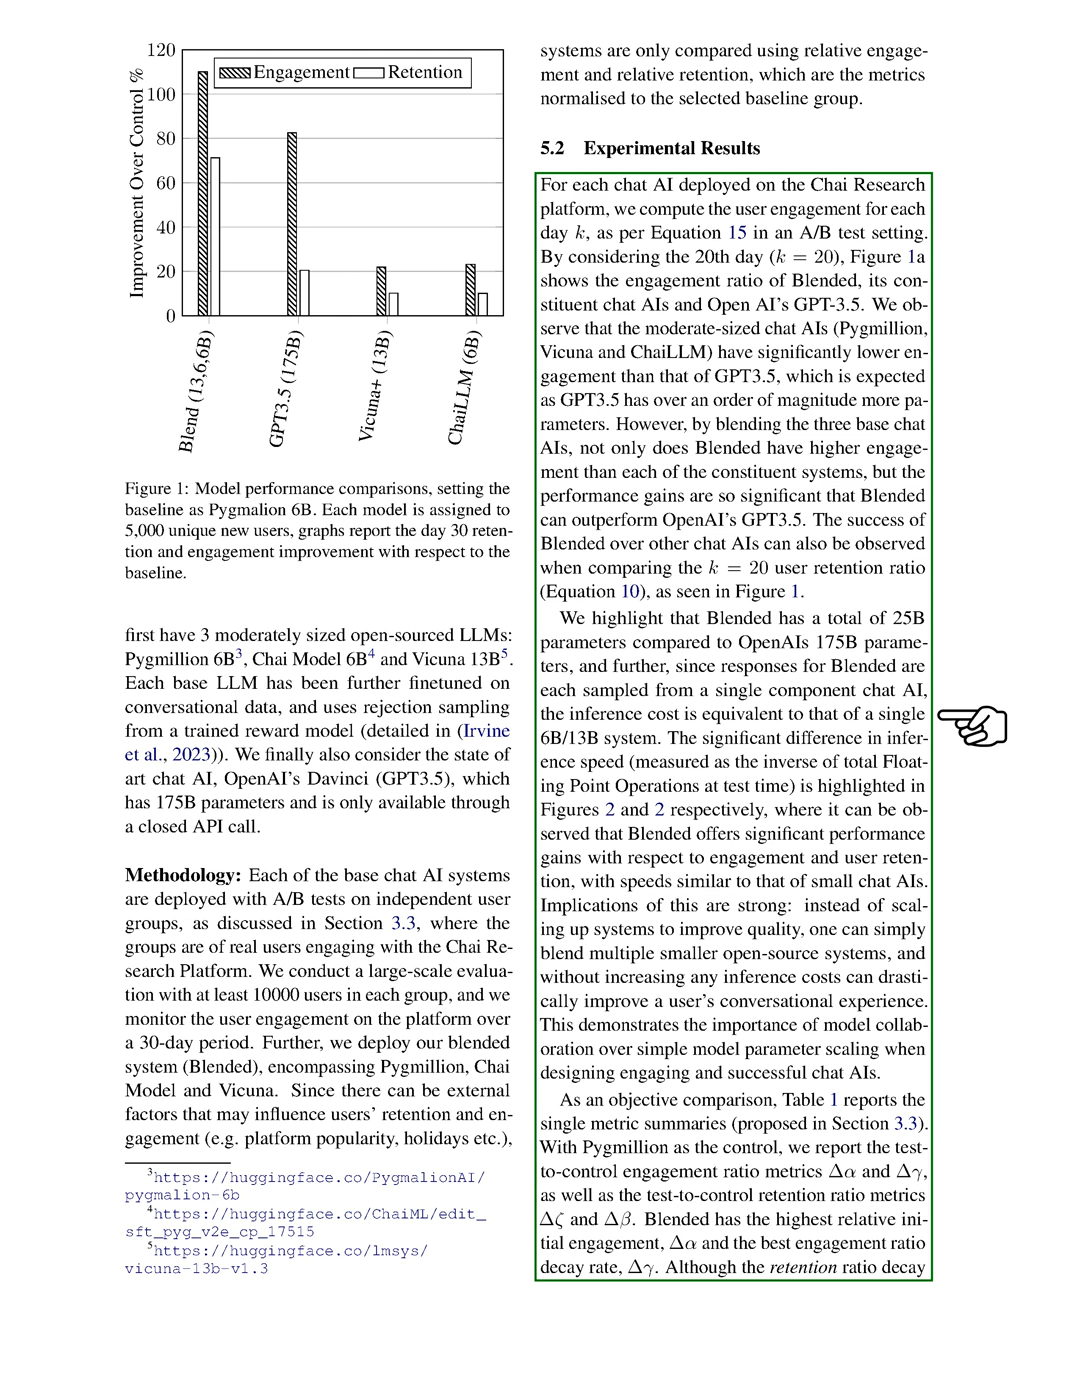 120
100
80
60
40
20
0
Improvement Over Control %
Engagement
Retention
Blend (13,6,6B)
GPT3.5 (175B)
Vicuna+ (13B)
ChaiLLM (6B)
Figure 1: Model performance comparisons, setting the
baseline as Pygmalion 6B. Each model is assigned to
5,000 unique new users, graphs report the day 30 reten-
tion and engagement improvement with respect to the
baseline.
first have 3 moderately sized open-sourced LLMs:
Pygmillion 6B³, Chai Model 6B⁴ and Vicuna 13B⁵.
Each base LLM has been further finetuned on
conversational data, and uses rejection sampling
from a trained reward model (detailed in (Irvine
et al., 2023)). We finally also consider the state of
art chat AI, OpenAI's Davinci (GPT3.5), which
has 175B parameters and is only available through
a closed API call.
Methodology: Each of the base chat AI systems
are deployed with A/B tests on independent user
groups, as discussed in Section 3.3, where the
groups are of real users engaging with the Chai Re-
search Platform. We conduct a large-scale evalua-
tion with at least 10000 users in each group, and we
monitor the user engagement on the platform over
a 30-day period. Further, we deploy our blended
system (Blended), encompassing Pygmillion, Chai
Model and Vicuna. Since there can be external
factors that may influence users' retention and en-
gagement (e.g. platform popularity, holidays etc.),
³https://huggingface.co/PygmalionAI/
pygmalion-6b
⁴https://huggingface.co/ChaiML/edit_
sft_pyg_v2e_cp_17515
⁵https://huggingface.co/lmsys/
vicuna-13b-v1.3
systems are only compared using relative engage-
ment and relative retention, which are the metrics
normalised to the selected baseline group.
5.2 Experimental Results
For each chat AI deployed on the Chai Research
platform, we compute the user engagement for each
day k, as per Equation 15 in an A/B test setting.
By considering the 20th day (k = 20), Figure 1a
shows the engagement ratio of Blended, its con-
stituent chat AIs and Open AI's GPT-3.5. We ob-
serve that the moderate-sized chat AIs (Pygmillion,
Vicuna and ChaiLLM) have significantly lower en-
gagement than that of GPT3.5, which is expected
as GPT3.5 has over an order of magnitude more pa-
rameters. However, by blending the three base chat
AIs, not only does Blended have higher engage-
ment than each of the constituent systems, but the
performance gains are so significant that Blended
can outperform OpenAI's GPT3.5. The success of
Blended over other chat AIs can also be observed
when comparing the k = 20 user retention ratio
(Equation 10), as seen in Figure 1.
We highlight that Blended has a total of 25B
parameters compared to OpenAIs 175B parame-
ters, and further, since responses for Blended are
each sampled from a single component chat AI,
the inference cost is equivalent to that of a single
6B/13B system. The significant difference in infer-
ence speed (measured as the inverse of total Float-
ing Point Operations at test time) is highlighted in
Figures 2 and 2 respectively, where it can be ob-
served that Blended offers significant performance
gains with respect to engagement and user reten-
tion, with speeds similar to that of small chat AIs.
Implications of this are strong: instead of scal-
ing up systems to improve quality, one can simply
blend multiple smaller open-source systems, and
without increasing any inference costs can drasti-
cally improve a user's conversational experience.
This demonstrates the importance of model collab-
oration over simple model parameter scaling when
designing engaging and successful chat AIs.
As an objective comparison, Table 1 reports the
single metric summaries (proposed in Section 3.3).
With Pygmillion as the control, we report the test-
to-control engagement ratio metrics Δα and Δγ,
as well as the test-to-control retention ratio metrics
Δζ and Δβ. Blended has the highest relative ini-
tial engagement, Δα and the best engagement ratio
decay rate, Δγ. Although the retention ratio decay